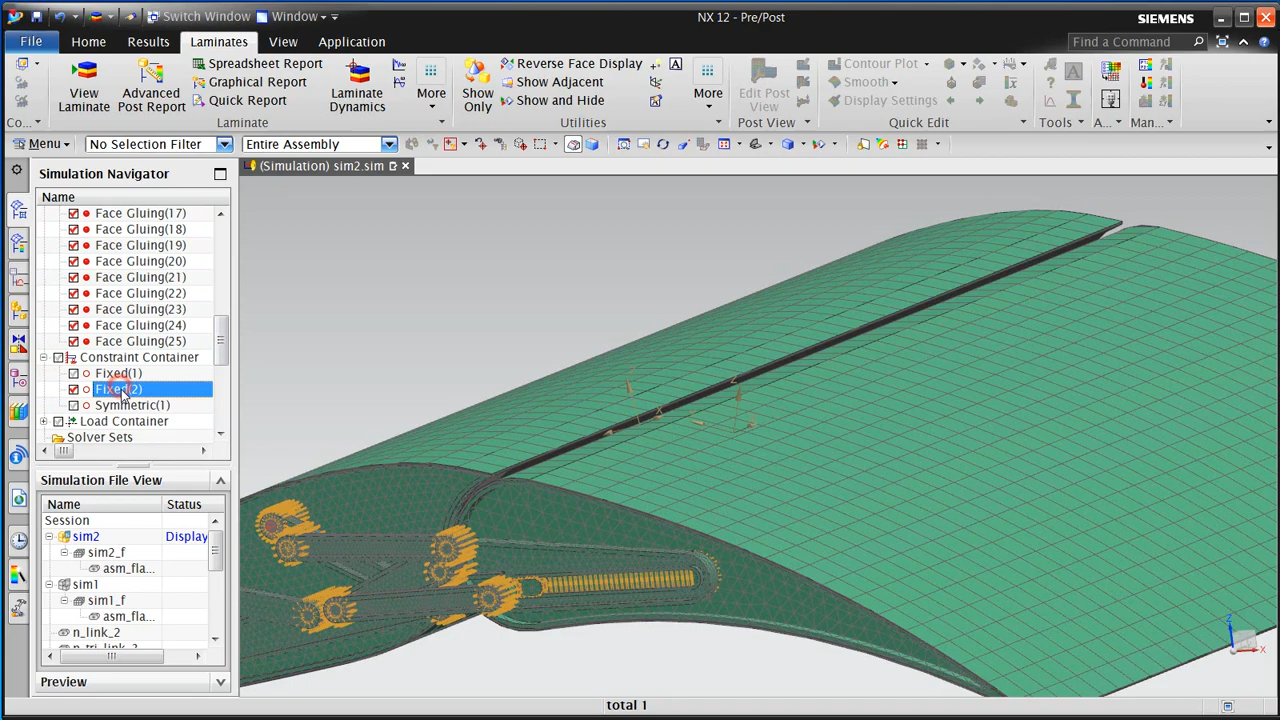 Switch Window Window
NX 12 - Pre/Post
SIEMENS
File Home Results Laminates View Application
Find a Command
View Laminate
Advanced Post Report
Spreadsheet Report
Graphical Report
Quick Report
Laminate Dynamics
More
Show Only
Reverse Face Display
Show Adjacent
Show and Hide
More
Edit Post View
Contour Plot
Smooth
Display Settings
Co... Laminate Utilities Post View Quick Edit Tools A... Man...
Menu No Selection Filter Entire Assembly
Simulation Navigator
(Simulation) sim2.sim
Name
Face Gluing(17)
Face Gluing(18)
Face Gluing(19)
Face Gluing(20)
Face Gluing(21)
Face Gluing(22)
Face Gluing(23)
Face Gluing(24)
Face Gluing(25)
Constraint Container
Fixed(1)
Fixed(2)
Symmetric(1)
Load Container
Solver Sets
Simulation File View
Name Status
Session
sim2 Display
sim2_f
asm_fla...
sim1
sim1_f
asm_fla...
n_link_2
n_tri_link_2
Preview
Z
X
Z
X
total 1